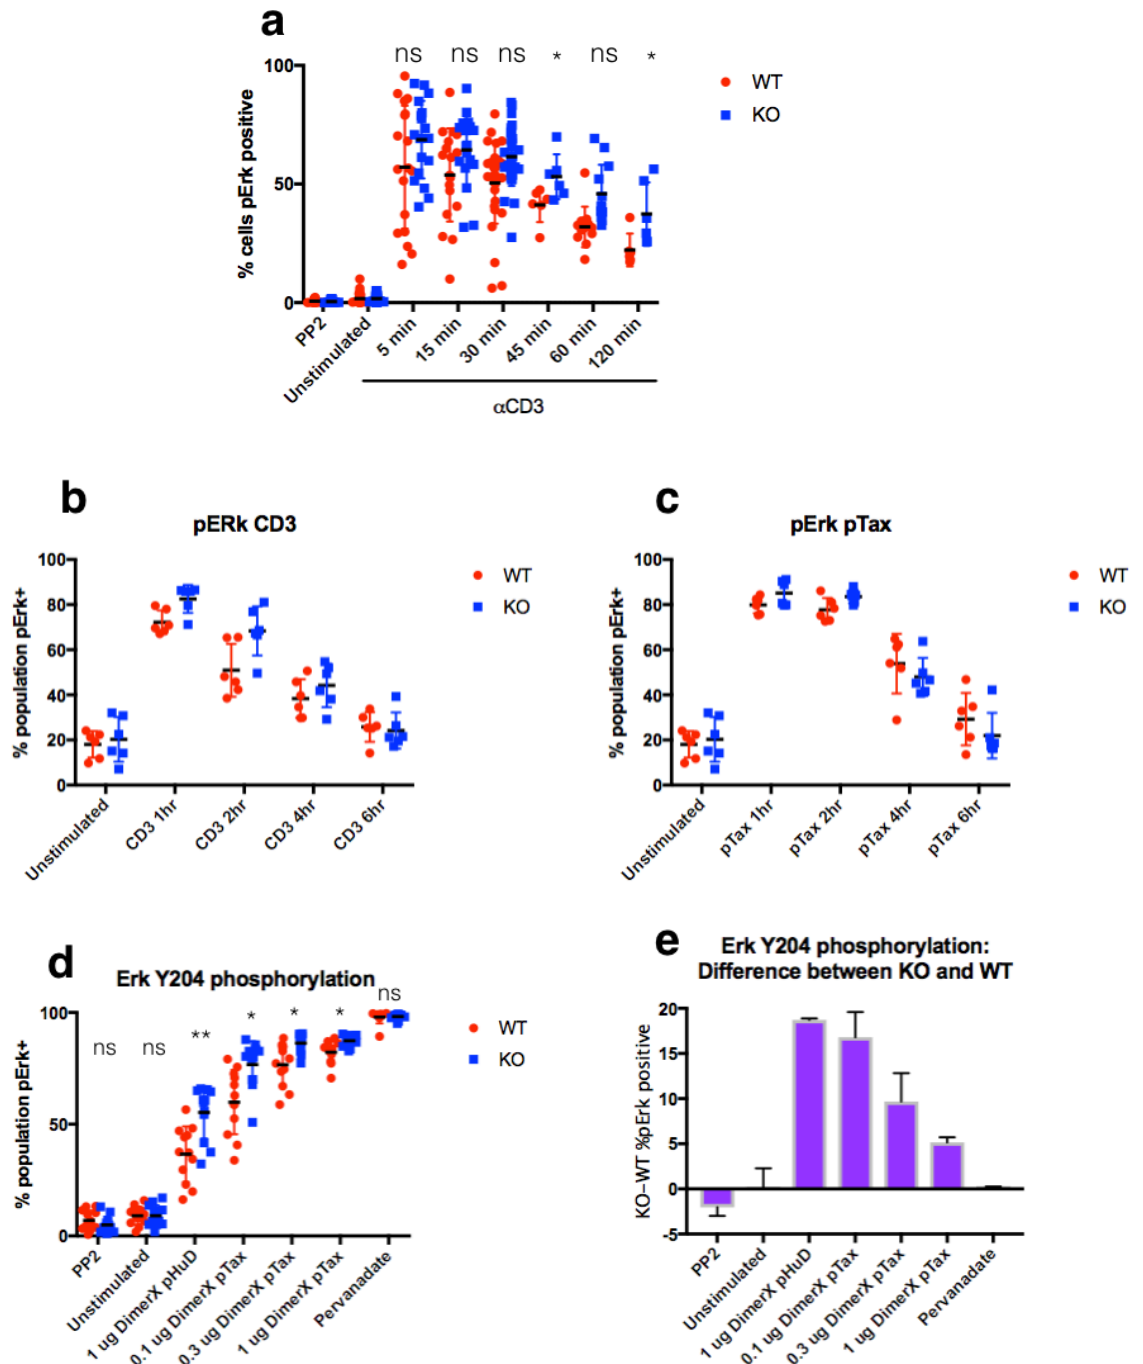 a
ns ns ns * ns *
% cells pErk positive
100
50
0
WT
KO
PP2
Unstimulated
5 min
15 min
30 min
45 min
60 min
120 min
αCD3
b
pERk CD3
% population pErk+
100
80
60
40
20
0
WT
KO
Unstimulated
CD3 1hr
CD3 2hr
CD3 4hr
CD3 6hr
c
pErk pTax
% population pErk+
100
80
60
40
20
0
WT
KO
Unstimulated
pTax 1hr
pTax 2hr
pTax 4hr
pTax 6hr
d
Erk Y204 phosphorylation
ns ns ** * * * ns
% population pErk+
100
50
0
WT
KO
PP2
Unstimulated
1 ug DimerX pHuD
0.1 ug DimerX pTax
0.3 ug DimerX pTax
1 ug DimerX pTax
Pervanadate
e
Erk Y204 phosphorylation:
Difference between KO and WT
KO–WT %pErk positive
20
15
10
5
0
-5
PP2
Unstimulated
1 ug DimerX pHuD
0.1 ug DimerX pTax
0.3 ug DimerX pTax
1 ug DimerX pTax
Pervanadate